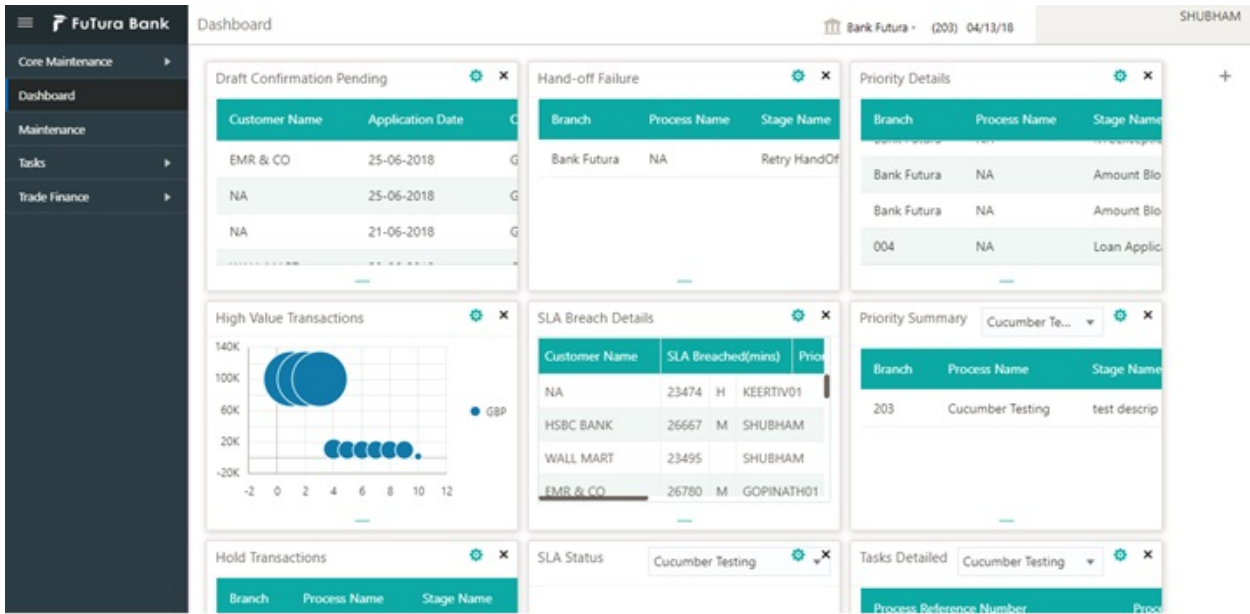 FuTura Bank
Dashboard
Bank Futura - (203) 04/13/18
SHUBHAM
Core Maintenance
Dashboard
Maintenance
Tasks
Trade Finance
Draft Confirmation Pending
Customer Name Application Date
EMR & CO 25-06-2018 G
NA 25-06-2018 G
NA 21-06-2018 G
Hand-off Failure
Branch Process Name Stage Name
Bank Futura NA Retry HandOf
Priority Details
Branch Process Name Stage Name
Bank Futura NA Amount Blo
Bank Futura NA Amount Blo
004 NA Loan Applic
High Value Transactions
140K
100K
60K
20K
-20K
-2 0 2 4 6 8 10 12
GBP
SLA Breach Details
Customer Name SLA Breached(mins) Prior
NA 23474 H KEERTIV01
HSBC BANK 26667 M SHUBHAM
WALL MART 23495 SHUBHAM
EMR & CO 26780 M GOPINATH01
Priority Summary Cucumber Te...
Branch Process Name Stage Name
203 Cucumber Testing test descrip
Hold Transactions
Branch Process Name Stage Name
SLA Status Cucumber Testing
Tasks Detailed Cucumber Testing
Process Reference Number Proce